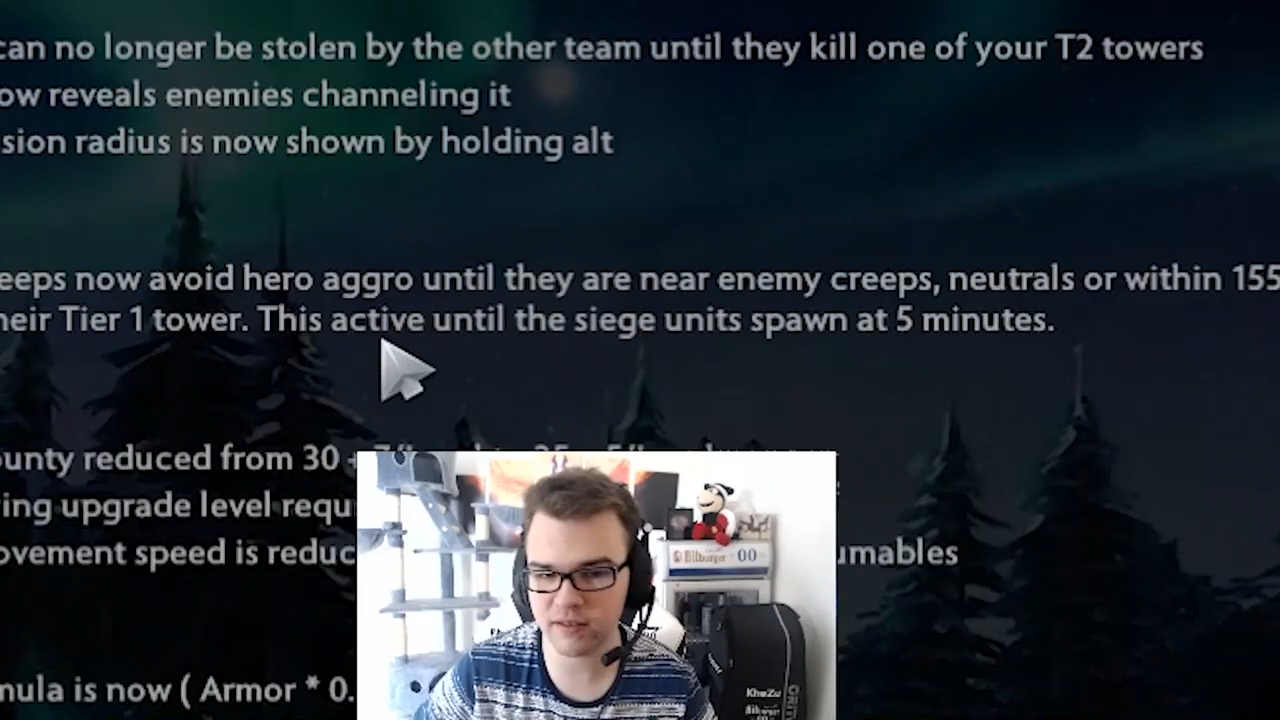 can no longer be stolen by the other team until they kill one of your T2 towers
ow reveals enemies channeling it
sion radius is now shown by holding alt
eeps now avoid hero aggro until they are near enemy creeps, neutrals or within 155
heir Tier 1 tower. This active until the siege units spawn at 5 minutes.
ounty reduced from 30 +
ing upgrade level requ
ovement speed is reduc
umables
mula is now ( Armor * 0.
Bitburger 0,0
KheZu
Bitburger